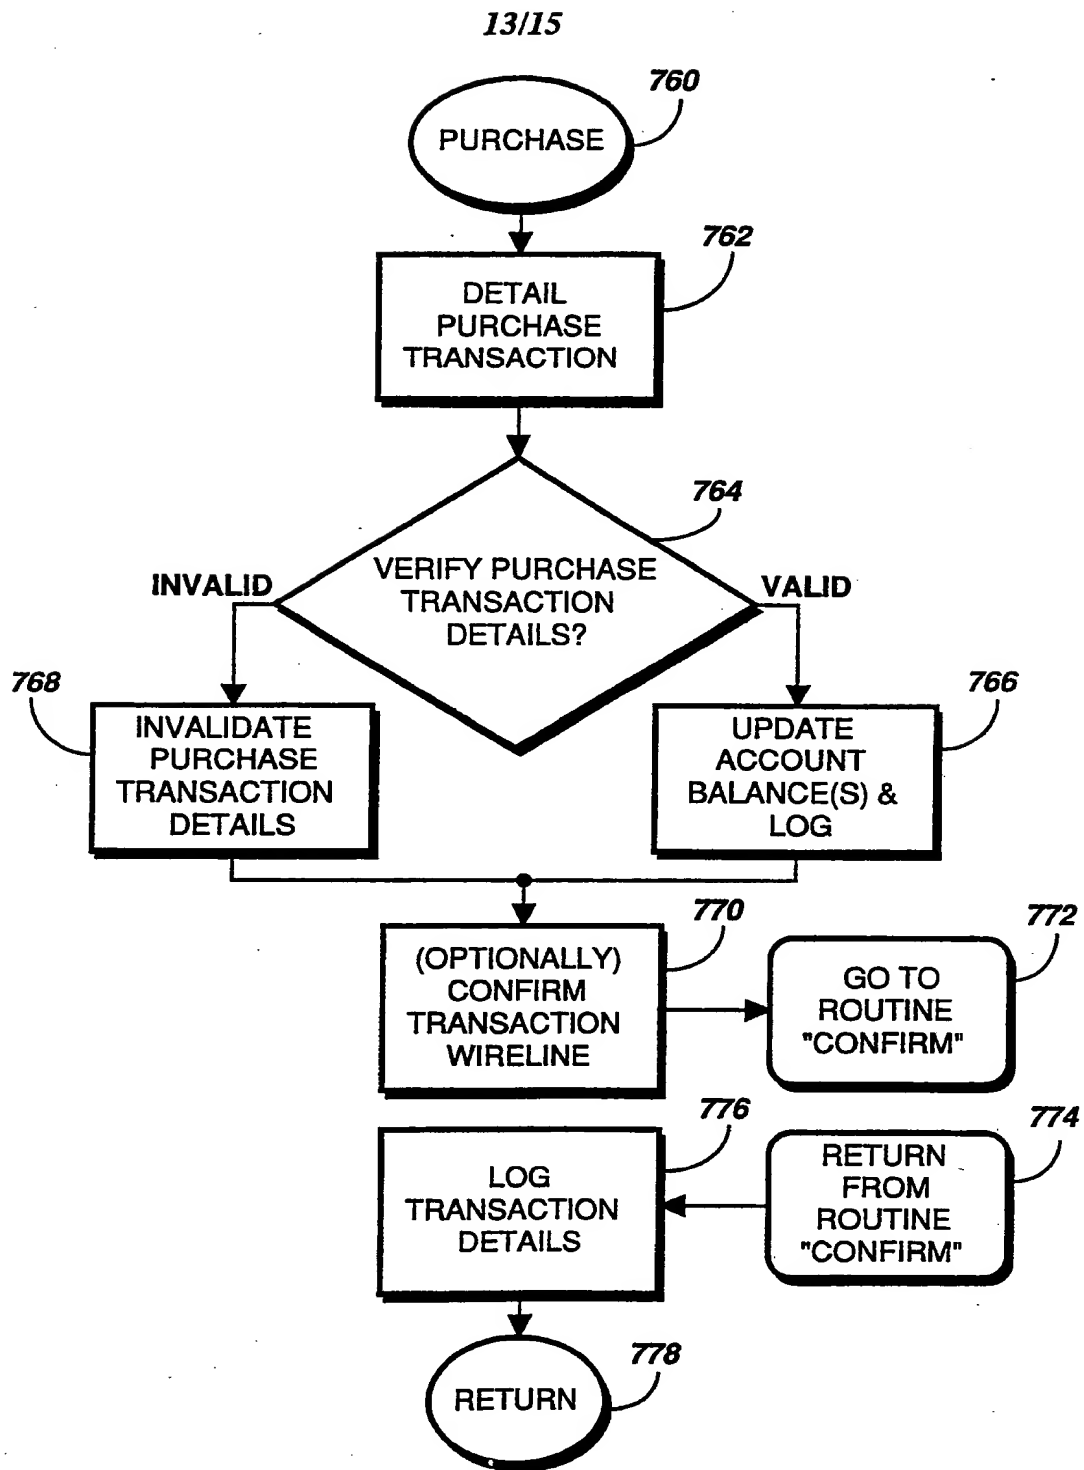 13/15
760
PURCHASE
762
DETAIL
PURCHASE
TRANSACTION
764
VERIFY PURCHASE
TRANSACTION
DETAILS?
INVALID
VALID
768
INVALIDATE
PURCHASE
TRANSACTION
DETAILS
766
UPDATE
ACCOUNT
BALANCE(S) &
LOG
770
(OPTIONALLY)
CONFIRM
TRANSACTION
WIRELINE
772
GO TO
ROUTINE
"CONFIRM"
776
LOG
TRANSACTION
DETAILS
774
RETURN
FROM
ROUTINE
"CONFIRM"
778
RETURN